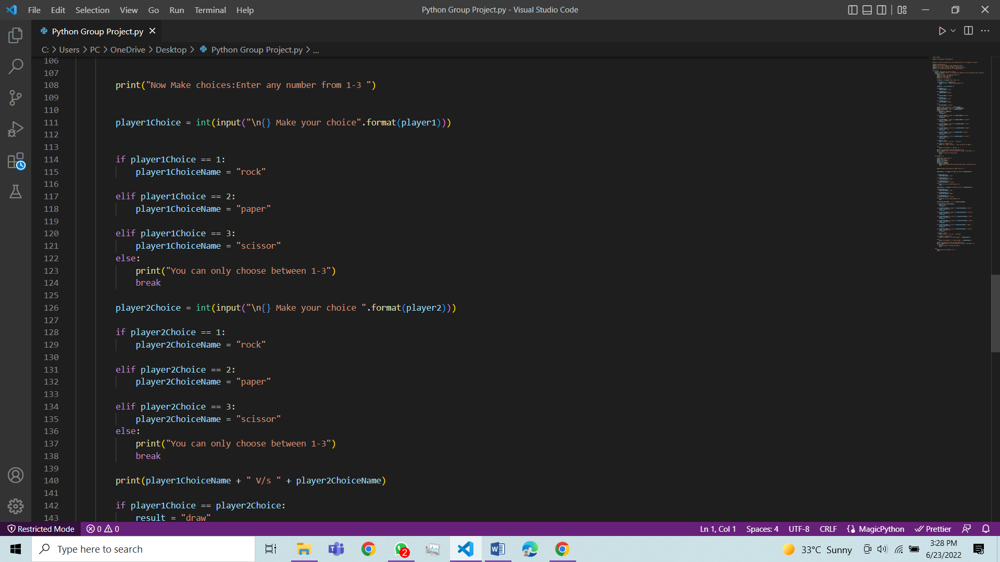 File Edit Selection View Go Run Terminal Help Python Group Project.py - Visual Studio Code
Python Group Project.py
C: > Users > PC > OneDrive > Desktop > Python Group Project.py > ...
106
107
108 print("Now Make choices:Enter any number from 1-3 ")
109
110
111 player1Choice = int(input("\n{} Make your choice".format(player1)))
112
113
114 if player1Choice == 1:
115 player1ChoiceName = "rock"
116
117 elif player1Choice == 2:
118 player1ChoiceName = "paper"
119
120 elif player1Choice == 3:
121 player1ChoiceName = "scissor"
122 else:
123 print("You can only choose between 1-3")
124 break
125
126 player2Choice = int(input("\n{} Make your choice ".format(player2)))
127
128 if player2Choice == 1:
129 player2ChoiceName = "rock"
130
131 elif player2Choice == 2:
132 player2ChoiceName = "paper"
133
134 elif player2Choice == 3:
135 player2ChoiceName = "scissor"
136 else:
137 print("You can only choose between 1-3")
138 break
139
140 print(player1ChoiceName + " V/s " + player2ChoiceName)
141
142 if player1Choice == player2Choice:
143 result = "draw"
Restricted Mode 0 0 Ln 1, Col 1 Spaces: 4 UTF-8 CRLF MagicPython Prettier
Type here to search 2 33°C Sunny 3:28 PM
6/23/2022